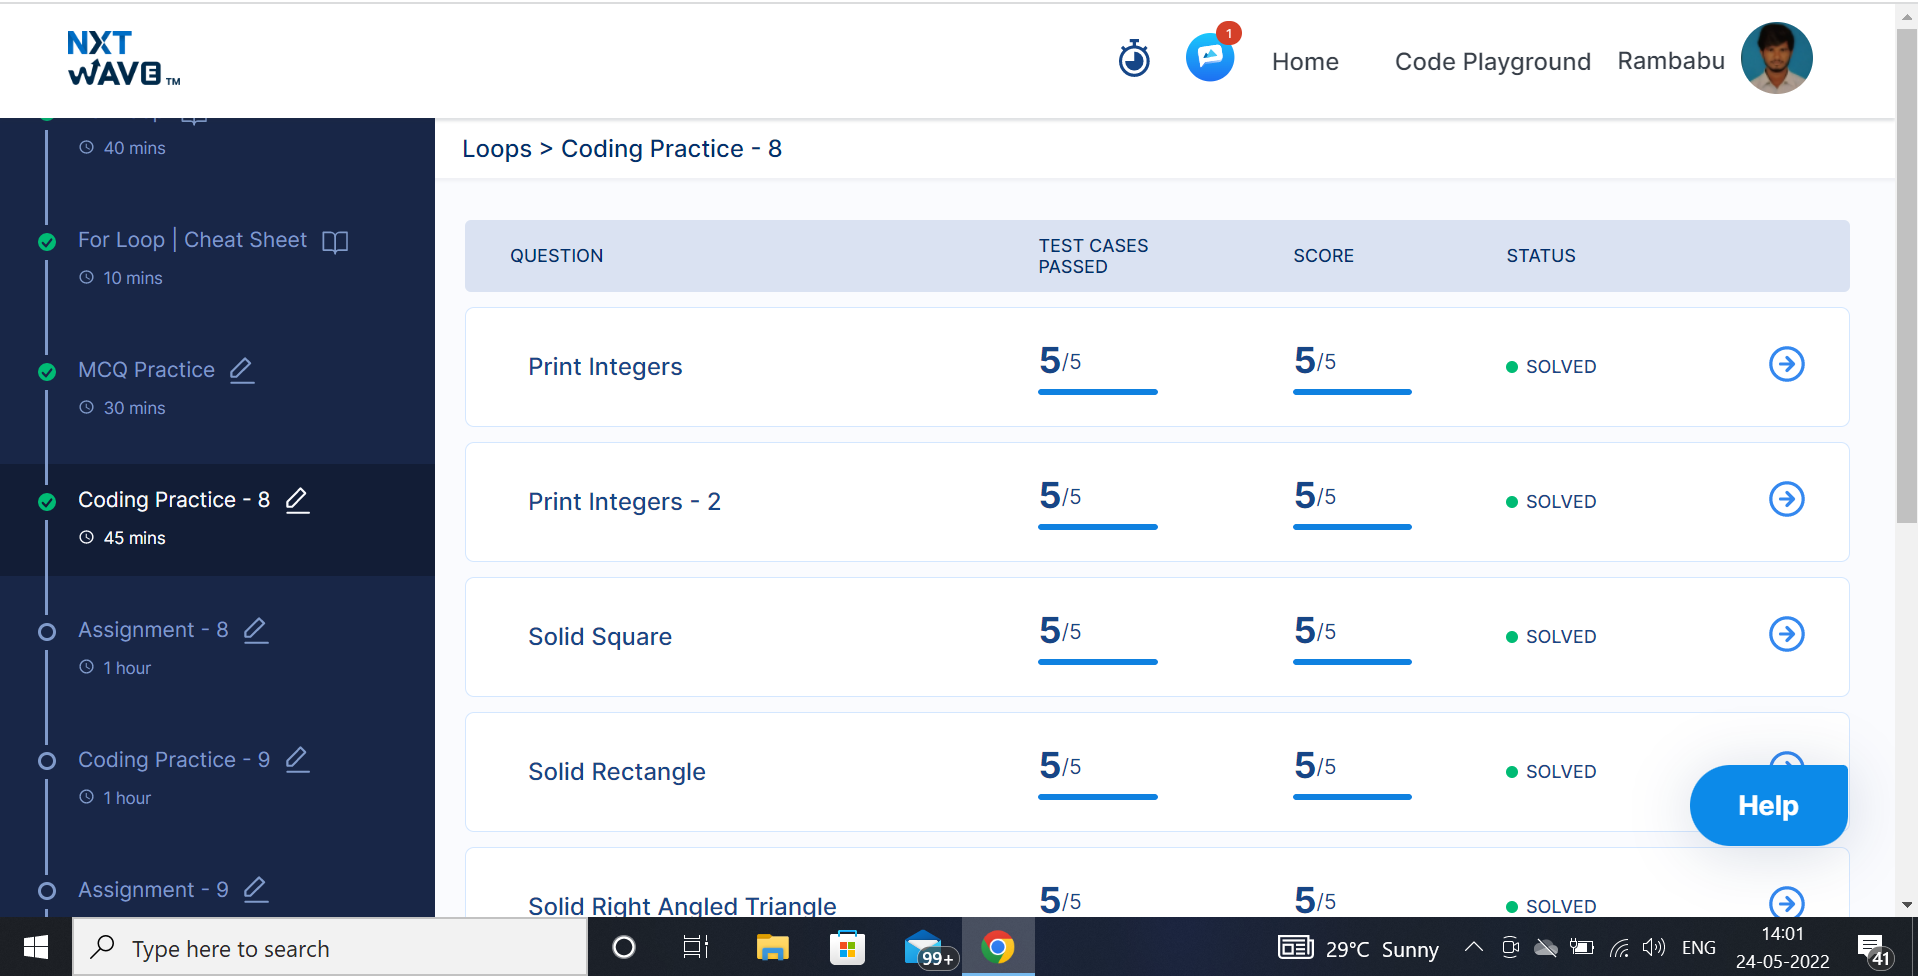 NXT
WAVE TM
1
Home
Code Playground
Rambabu
40 mins
For Loop | Cheat Sheet
10 mins
MCQ Practice
30 mins
Coding Practice - 8
45 mins
Assignment - 8
1 hour
Coding Practice - 9
1 hour
Assignment - 9
Loops > Coding Practice - 8
QUESTION
TEST CASES
PASSED
SCORE
STATUS
Print Integers
5/5
5/5
SOLVED
Print Integers - 2
5/5
5/5
SOLVED
Solid Square
5/5
5/5
SOLVED
Solid Rectangle
5/5
5/5
SOLVED
Help
Solid Right Angled Triangle
5/5
5/5
SOLVED
Type here to search
99+
29°C Sunny
ENG
14:01
24-05-2022
41